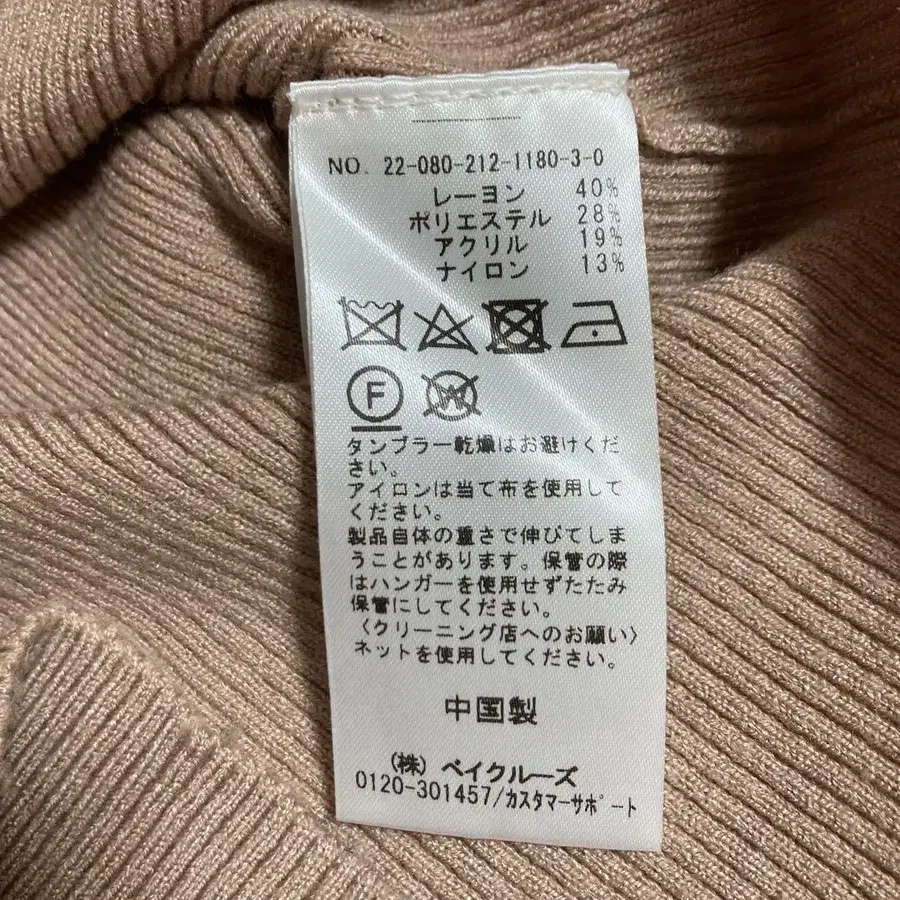 NO. 22-080-212-1180-3-0
レーヨン 40%
ポリエステル 28%
アクリル 19%
ナイロン 13%
F
W
タンブラー乾燥はお避けくだ
さい。
アイロンは当て布を使用して
ください。
製品自体の重さで伸びてしま
うことがあります。保管の際
はハンガーを使用せずたたみ
保管にしてください。
〈クリーニング店へのお願い〉
ネットを使用してください。
中国製
(株) ベイクルーズ
0120-301457/カスタマーサポート